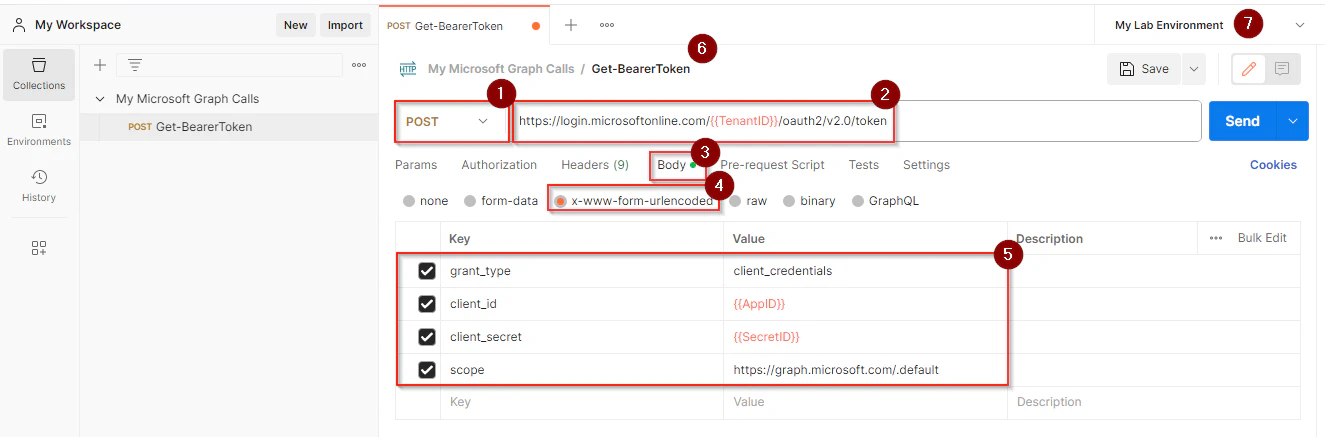 My Workspace
New
Import
POST Get-BearerToken
My Lab Environment
7
6
Collections
HTTP
My Microsoft Graph Calls / Get-BearerToken
Save
My Microsoft Graph Calls
POST Get-BearerToken
Environments
History
1
2
POST
https://login.microsoftonline.com/{{TenantID}}/oauth2/v2.0/token
Send
3
Params
Authorization
Headers (9)
Body
Pre-request Script
Tests
Settings
Cookies
4
none
form-data
x-www-form-urlencoded
raw
binary
GraphQL
Key
Value
Description
Bulk Edit
5
grant_type
client_credentials
client_id
{{AppID}}
client_secret
{{SecretID}}
scope
https://graph.microsoft.com/.default
Key
Value
Description